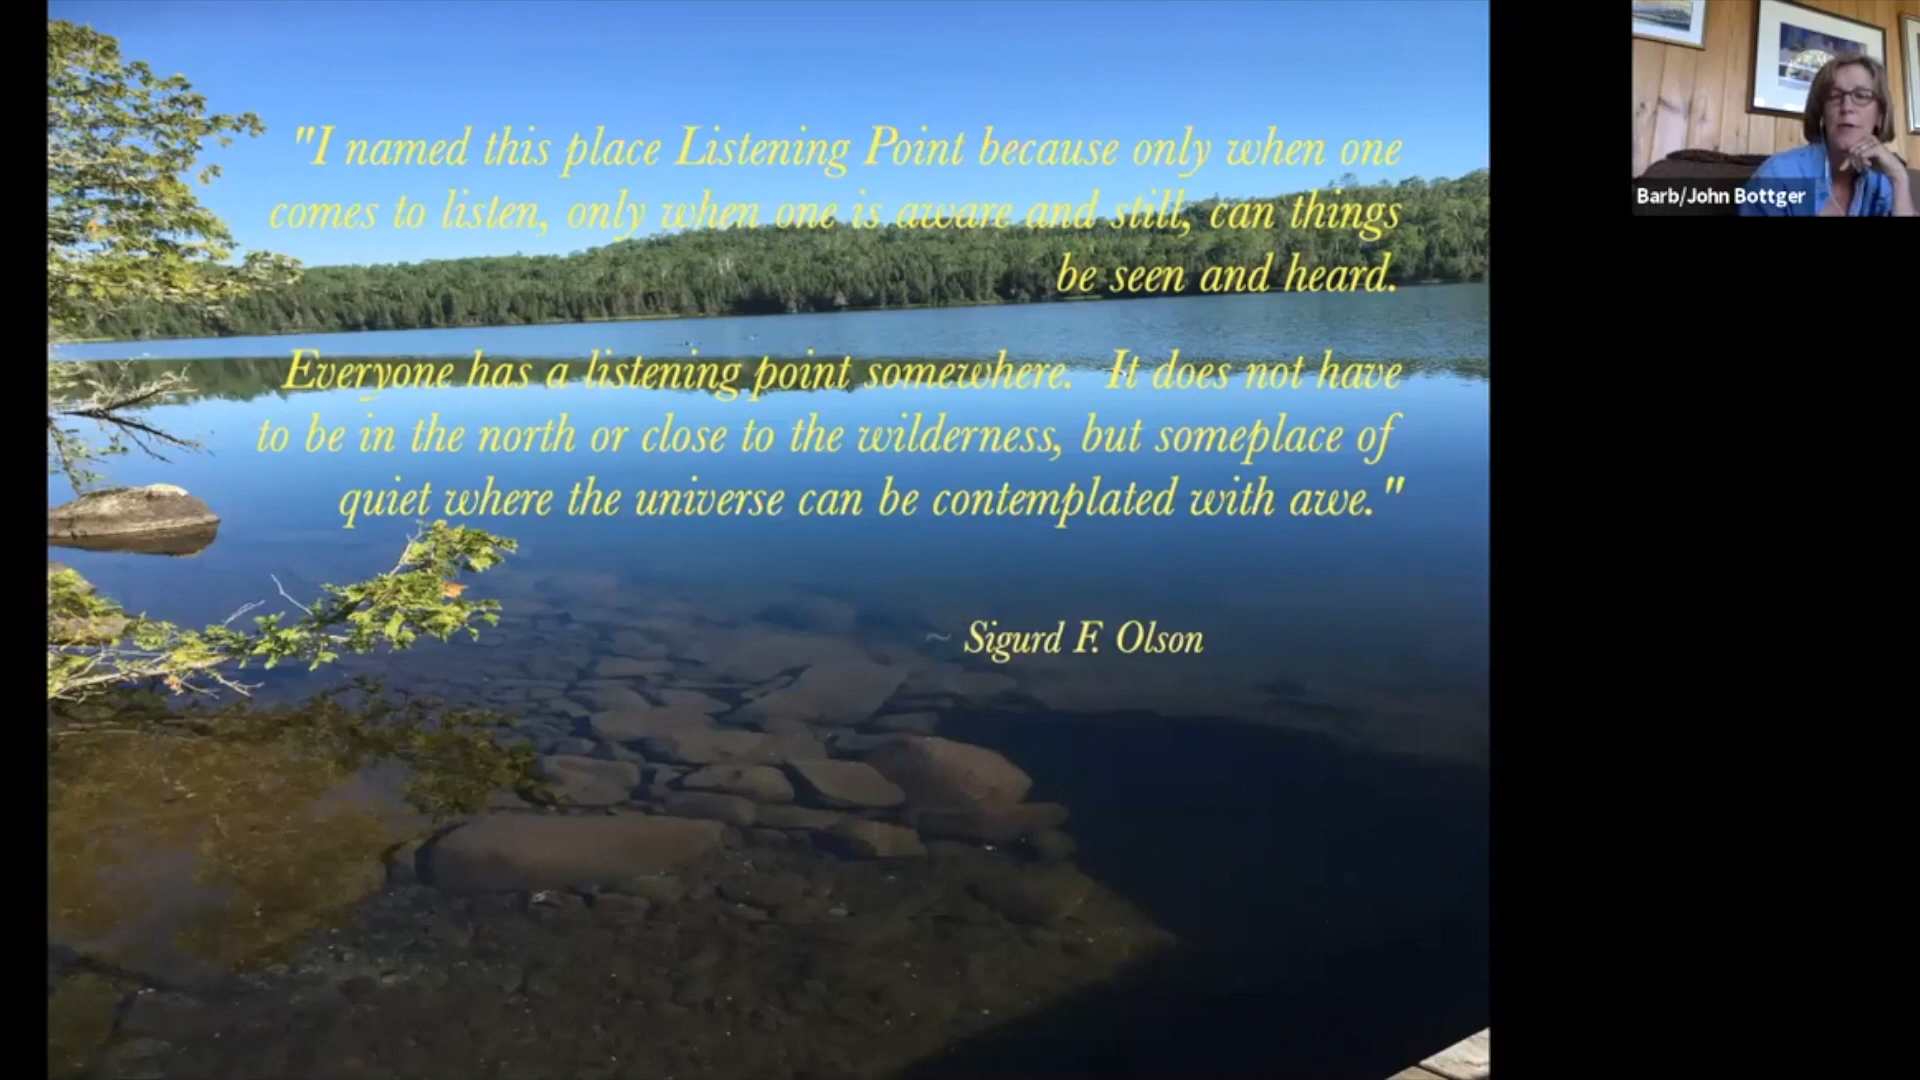 "I named this place Listening Point because only when one
comes to listen, only when one is aware and still, can things
be seen and heard.
Everyone has a listening point somewhere.  It does not have
to be in the north or close to the wilderness, but someplace of
quiet where the universe can be contemplated with awe."
~ Sigurd F. Olson
Barb/John Bottger